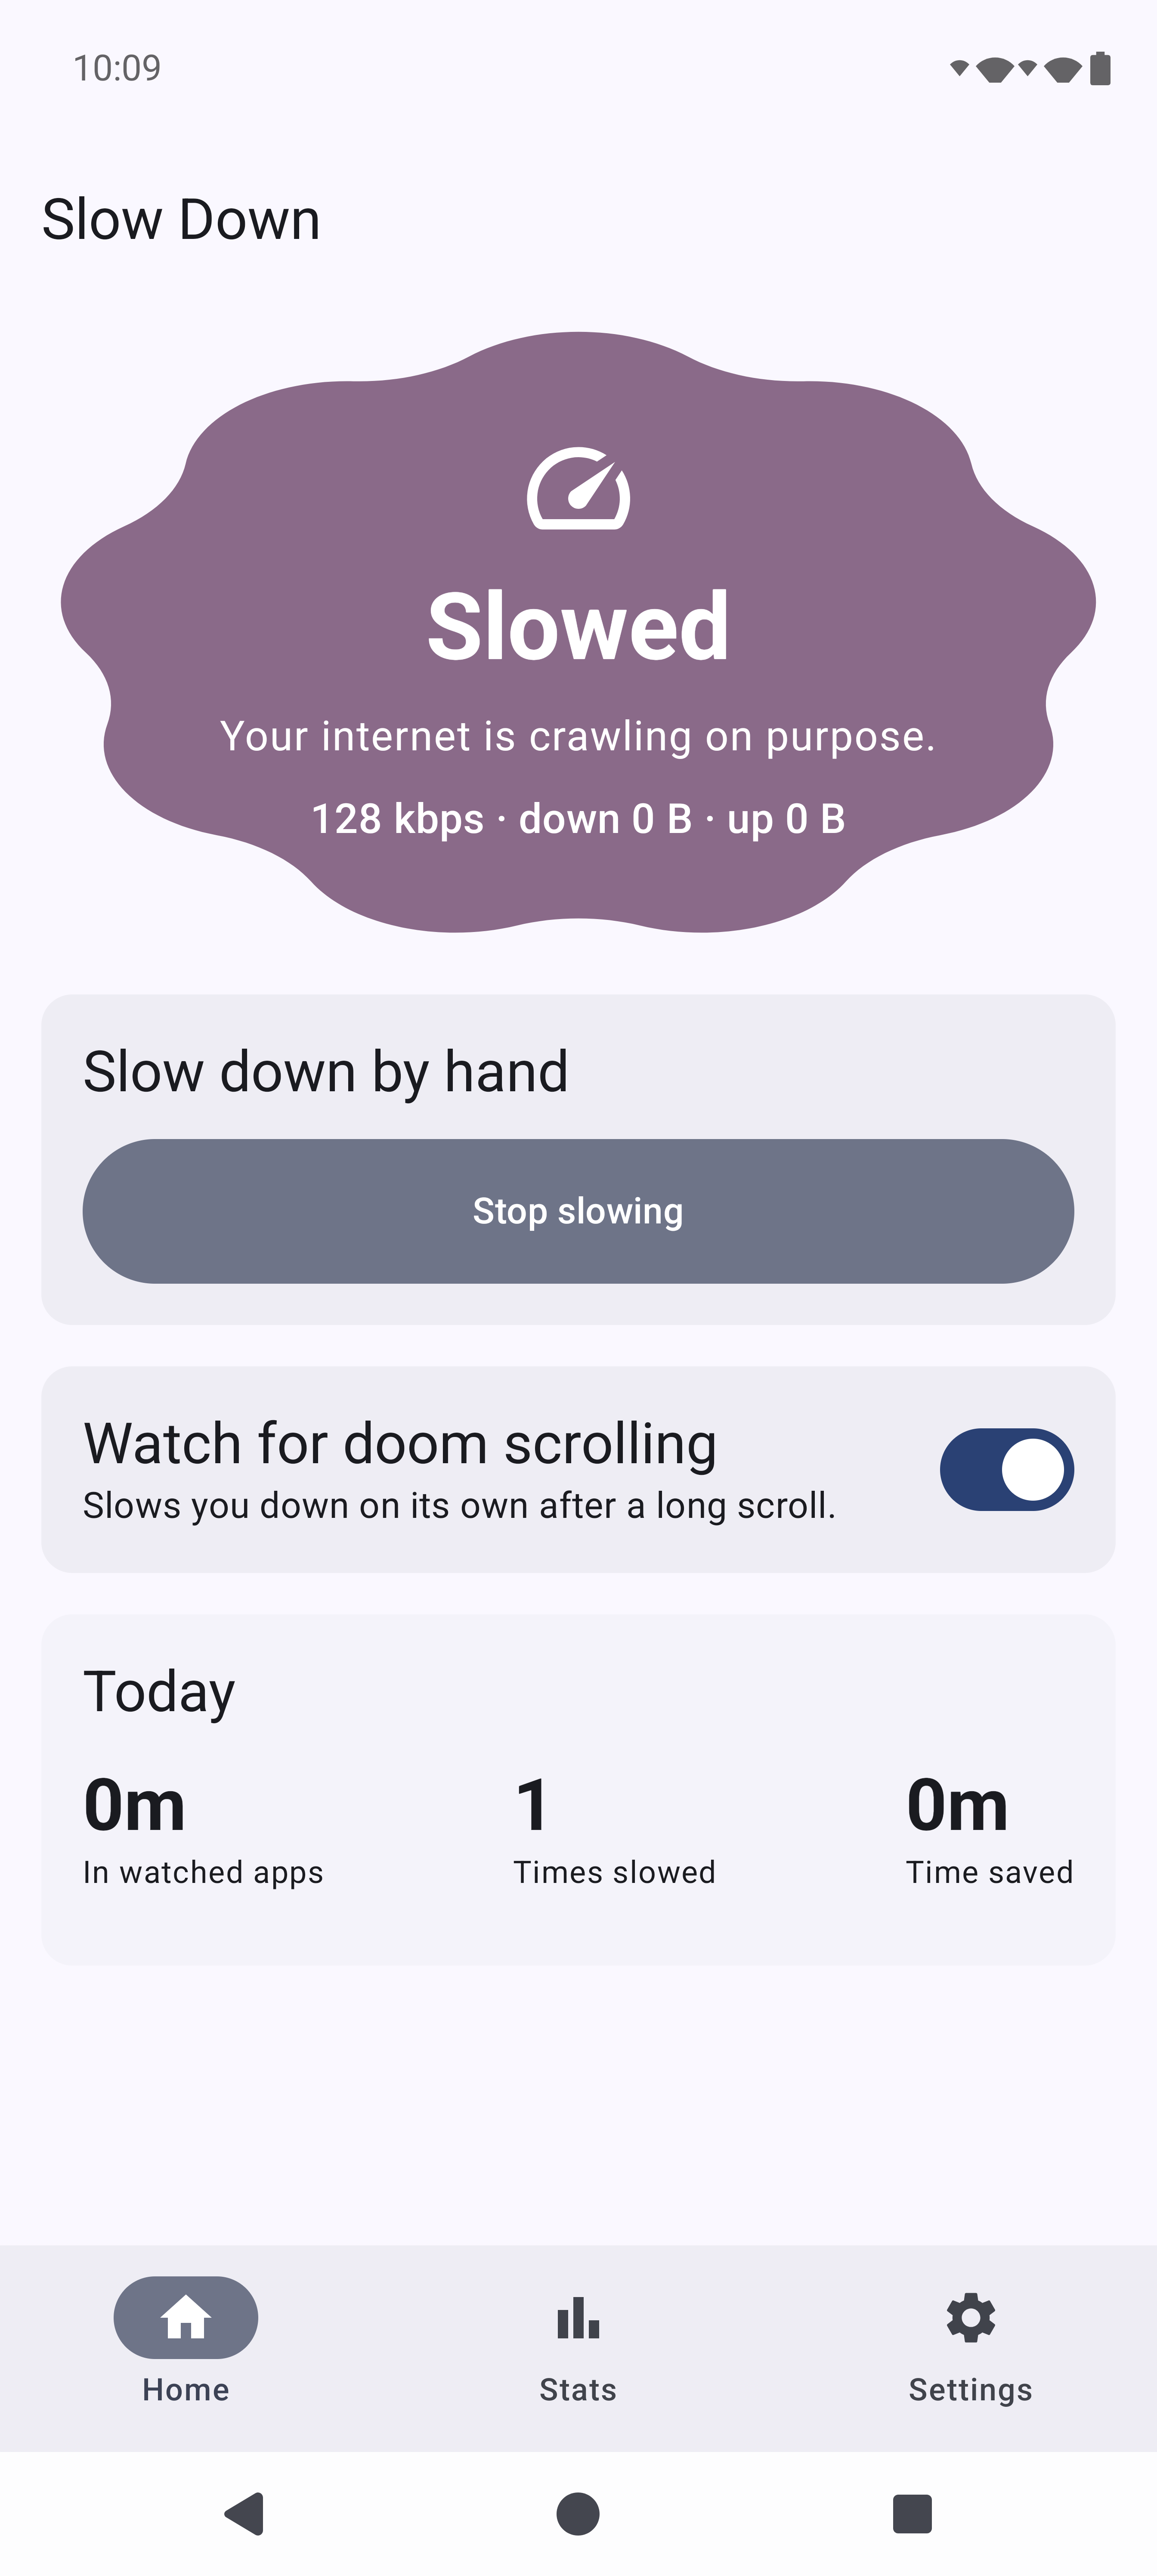 10:09
Slow Down
Slowed
Your internet is crawling on purpose.
128 kbps · down 0 B · up 0 B
Slow down by hand
Stop slowing
Watch for doom scrolling
Slows you down on its own after a long scroll.
Today
0m 1 0m
In watched apps Times slowed Time saved
Home Stats Settings